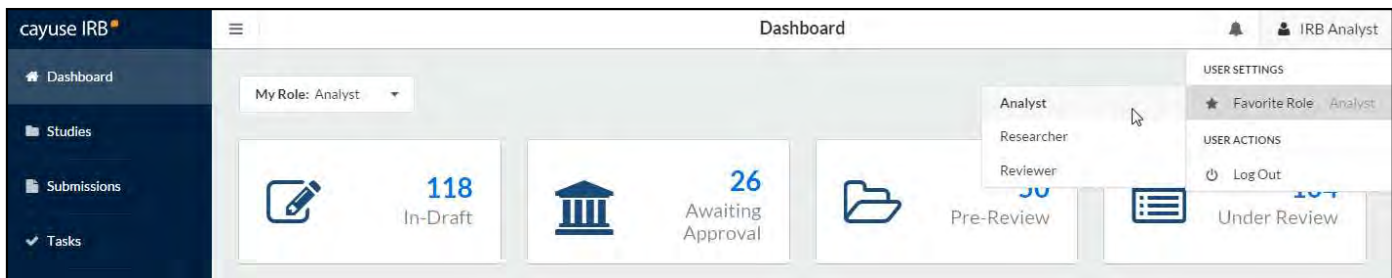 cayuse IRB
Dashboard
IRB Analyst
Dashboard
Studies
Submissions
Tasks
My Role: Analyst
Analyst
Researcher
Reviewer
USER SETTINGS
Favorite Role Analyst
USER ACTIONS
Log Out
118
In-Draft
26
Awaiting
Approval
Pre-Review
Under Review